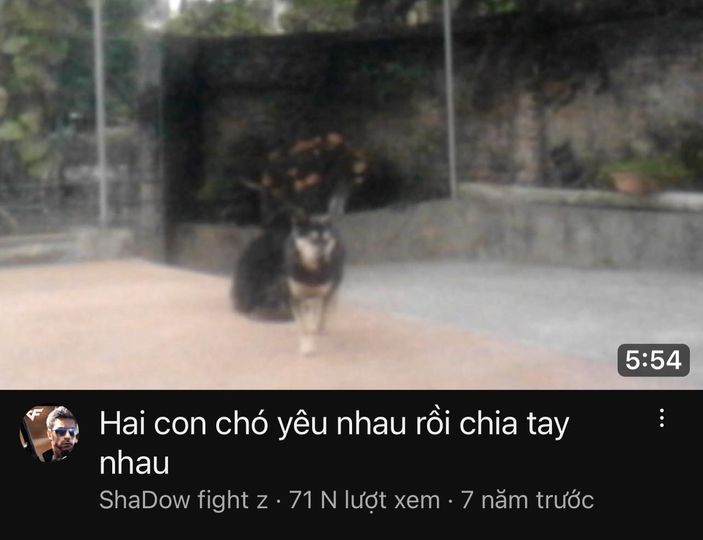 5:54
Hai con chó yêu nhau rồi chia tay
nhau
ShaDow fight z · 71 N lượt xem · 7 năm trước